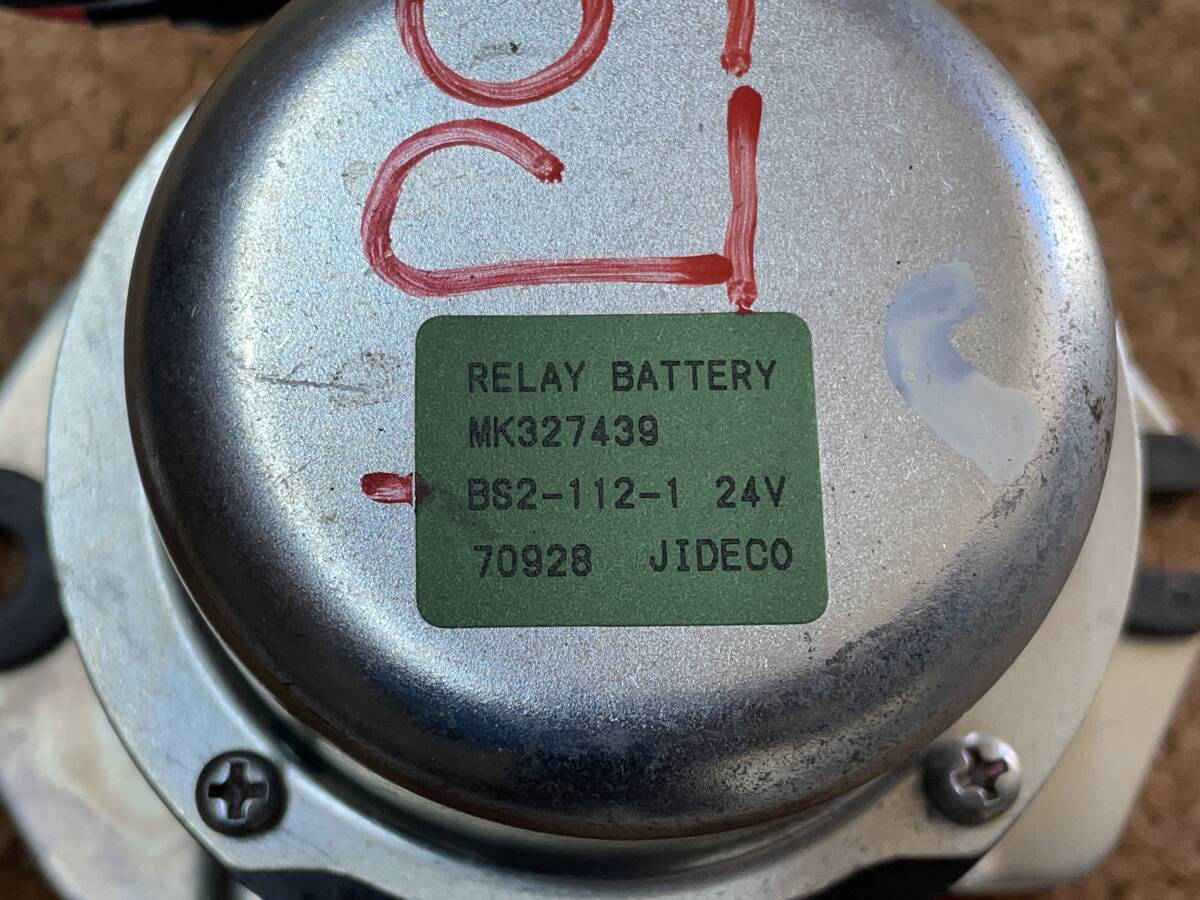 RELAY BATTERY
MK327439
BS2-112-1 24V
70928 JIDECO